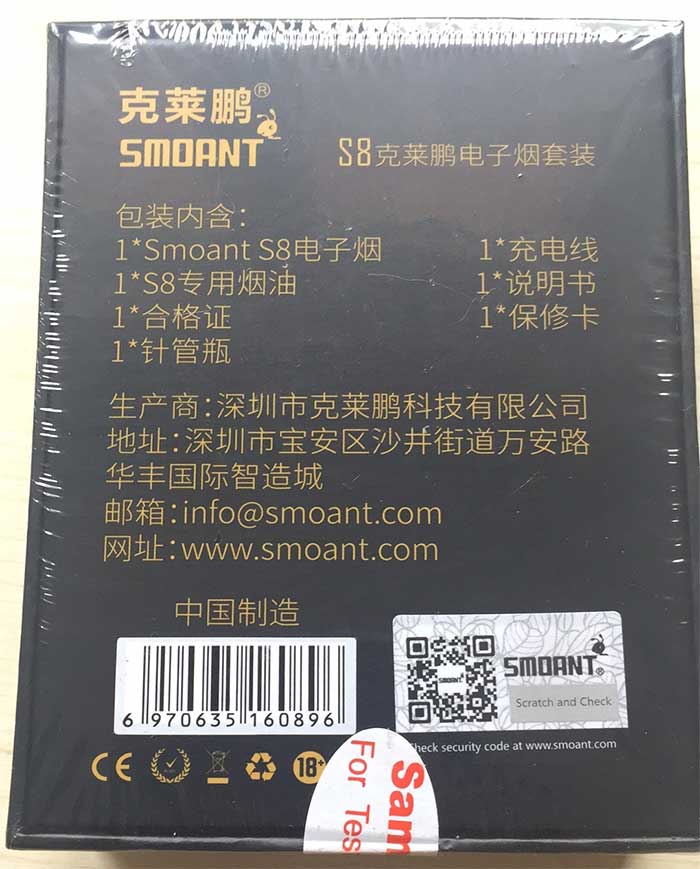 克莱鹏®
SMOANT
S8克莱鹏电子烟套装
包装内含：
1*Smoant S8电子烟 1*充电线
1*S8专用烟油 1*说明书
1*合格证 1*保修卡
1*针管瓶
生产商:深圳市克莱鹏科技有限公司
地址:深圳市宝安区沙井街道万安路
华丰国际智造城
邮箱:info@smoant.com
网址:www.smoant.com
中国制造
6 970635 160896
SMOANT
SMOANT®
Scratch and Check
Check security code at www.smoant.com
CE
18+
Sam
For Tes